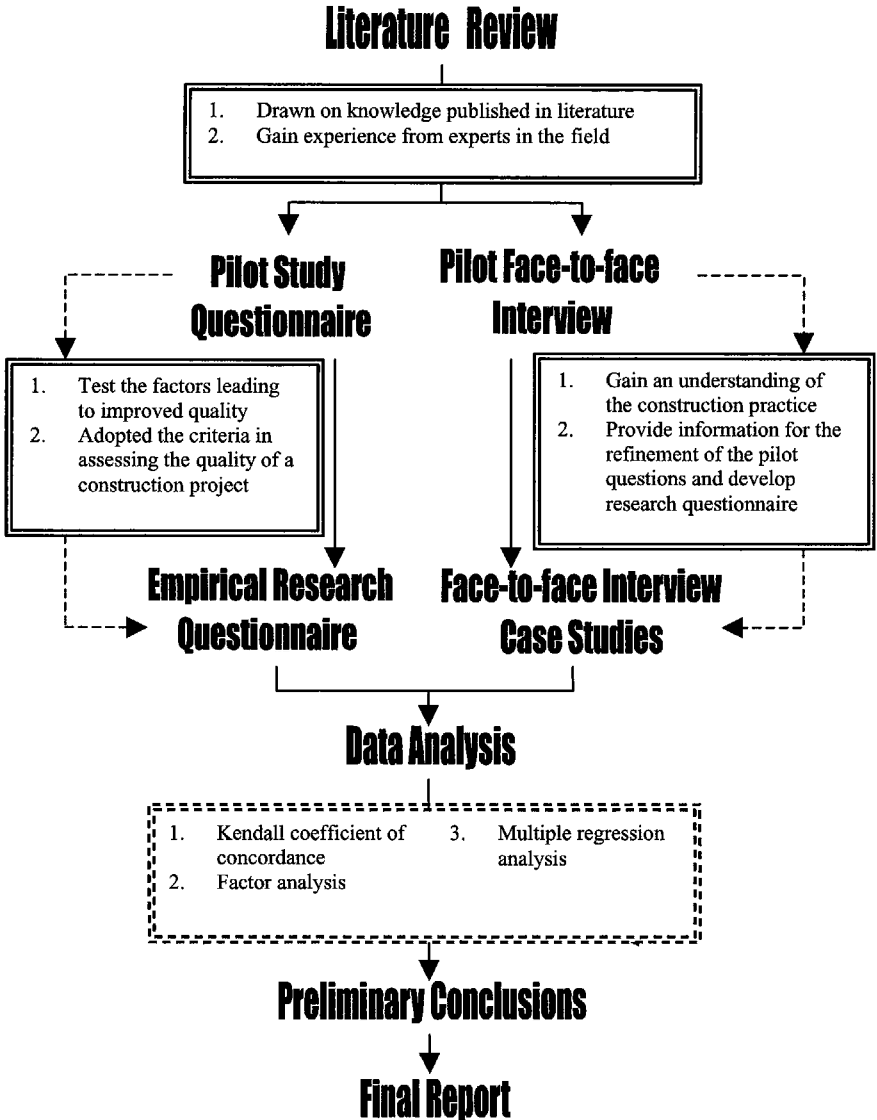 Literature Review
1. Drawn on knowledge published in literature
2. Gain experience from experts in the field
Pilot Study
Questionnaire
Pilot Face-to-face
Interview
1. Test the factors leading
to improved quality
2. Adopted the criteria in
assessing the quality of a
construction project
1. Gain an understanding of
the construction practice
2. Provide information for the
refinement of the pilot
questions and develop
research questionnaire
Empirical Research
Questionnaire
Face-to-face Interview
Case Studies
Data Analysis
1. Kendall coefficient of
concordance
2. Factor analysis
3. Multiple regression
analysis
Preliminary Conclusions
Final Report